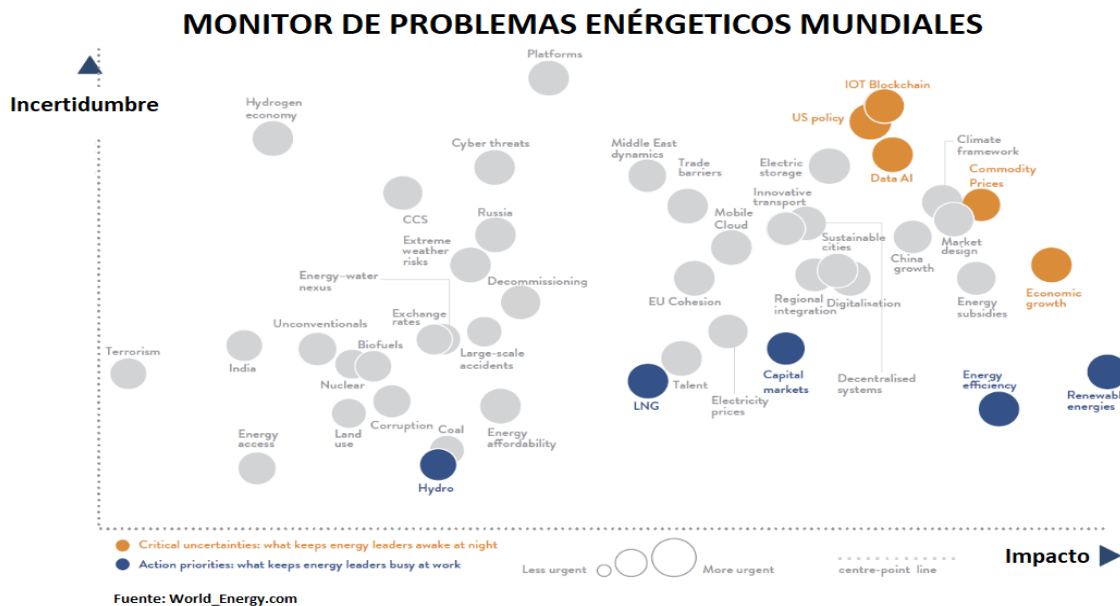 MONITOR DE PROBLEMAS ENÉRGETICOS MUNDIALES
Incertidumbre
Platforms
Hydrogen
economy
IOT Blockchain
US policy
Data AI
Cyber threats
Middle East
dynamics
Trade
barriers
Electric
storage
Climate
framework
Commodity
Prices
CCS
Russia
Innovative
transport
Mobile
Cloud
Sustainable
cities
China
growth
Market
design
Extreme
weather
risks
Energy-water
nexus
Decommissioning
EU Cohesion
Regional
integration
Digitalisation
Energy
subsidies
Economic
growth
Terrorism
India
Unconventionals
Exchange
rates
Biofuels
Nuclear
Large-scale
accidents
LNG
Talent
Electricity
prices
Capital
markets
Decentralised
systems
Energy
efficiency
Renewable
energies
Energy
access
Land
use
Corruption
Coal
Hydro
Energy
affordability
Critical uncertainties: what keeps energy leaders awake at night
Action priorities: what keeps energy leaders busy at work
Less urgent
More urgent
centre-point line
Impacto
Fuente: World_Energy.com